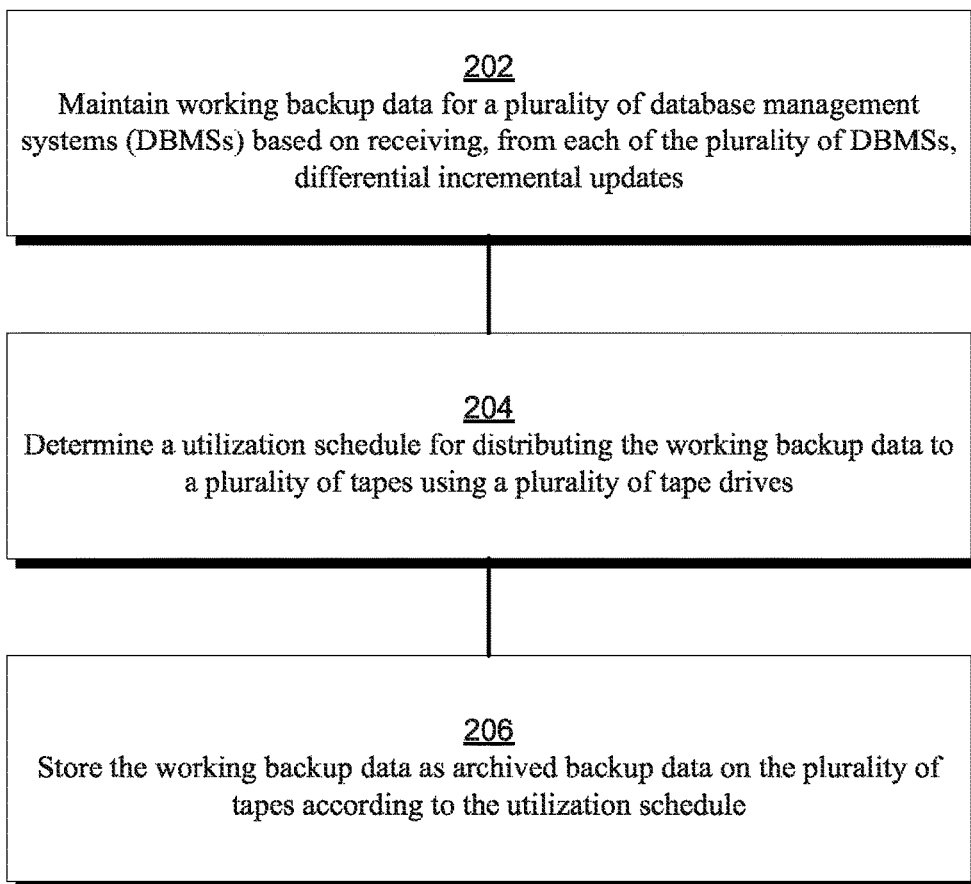 202
Maintain working backup data for a plurality of database management
systems (DBMSs) based on receiving, from each of the plurality of DBMSs,
differential incremental updates
204
Determine a utilization schedule for distributing the working backup data to
a plurality of tapes using a plurality of tape drives
206
Store the working backup data as archived backup data on the plurality of
tapes according to the utilization schedule